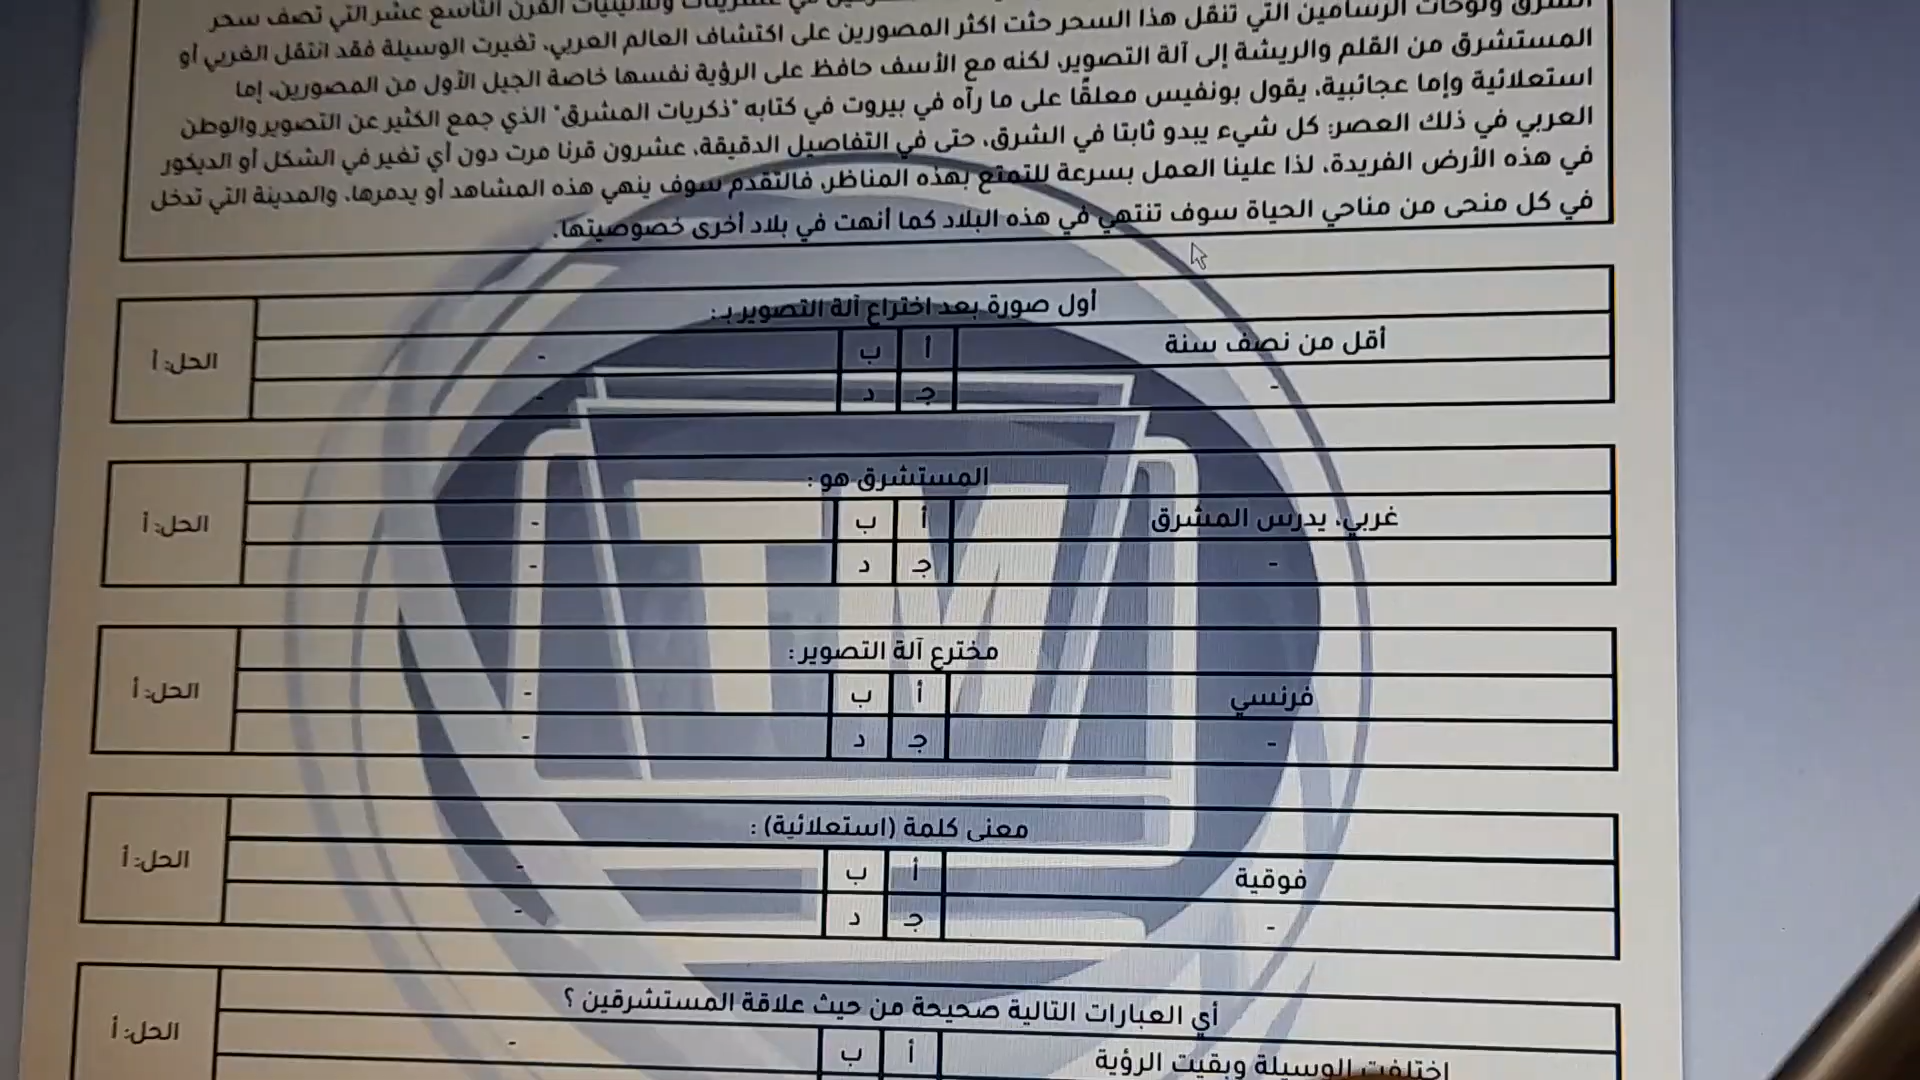 الشرق ولوحات الرسامين التي تنقل هذا السحر حثت اكثر المصورين على اكتشاف العالم العربي، تغيرت الوسيلة فقد انتقل الغربي أو
المستشرق من القلم والريشة إلى آلة التصوير، لكنه مع الأسف حافظ على الرؤية نفسها خاصة الجيل الأول من المصورين، إما
استعلائية وإما عجائبية، يقول بونفيس معلقًا على ما رآه في بيروت في كتابه "ذكريات المشرق" الذي جمع الكثير عن التصوير والوطن
العربي في ذلك العصر: كل شيء يبدو ثابتا في الشرق، حتى في التفاصيل الدقيقة، عشرون قرنا مرت دون أي تغير في الشكل أو الديكور
في هذه الأرض الفريدة، لذا علينا العمل بسرعة للتمتع بهذه المناظر، فالتقدم سوف ينهي هذه المشاهد أو يدمرها، والمدينة التي تدخل
في كل منحى من مناحي الحياة سوف تنتهي في هذه البلاد كما أنهت في بلاد أخرى خصوصيتها.
أول صورة بعد اختراع آلة التصوير بـ:
أقل من نصف سنة أ ب - الحل: أ
- جـ د -
المستشرق هو:
غربي، يدرس المشرق أ ب - الحل: أ
- جـ د -
مخترع آلة التصوير:
فرنسي أ ب - الحل: أ
- جـ د -
معنى كلمة (استعلائية) :
فوقية أ ب - الحل: أ
- جـ د -
أي العبارات التالية صحيحة من حيث علاقة المستشرقين ؟
اختلفت الوسيلة وبقيت الرؤية أ ب - الحل: أ
TM